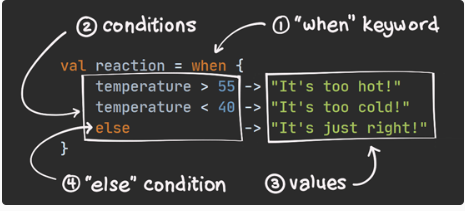 ② conditions
① "when" keyword
val reaction = when {
temperature > 55 -> "It's too hot!"
temperature < 40 -> "It's too cold!"
else -> "It's just right!"
}
④ "else" condition
③ values